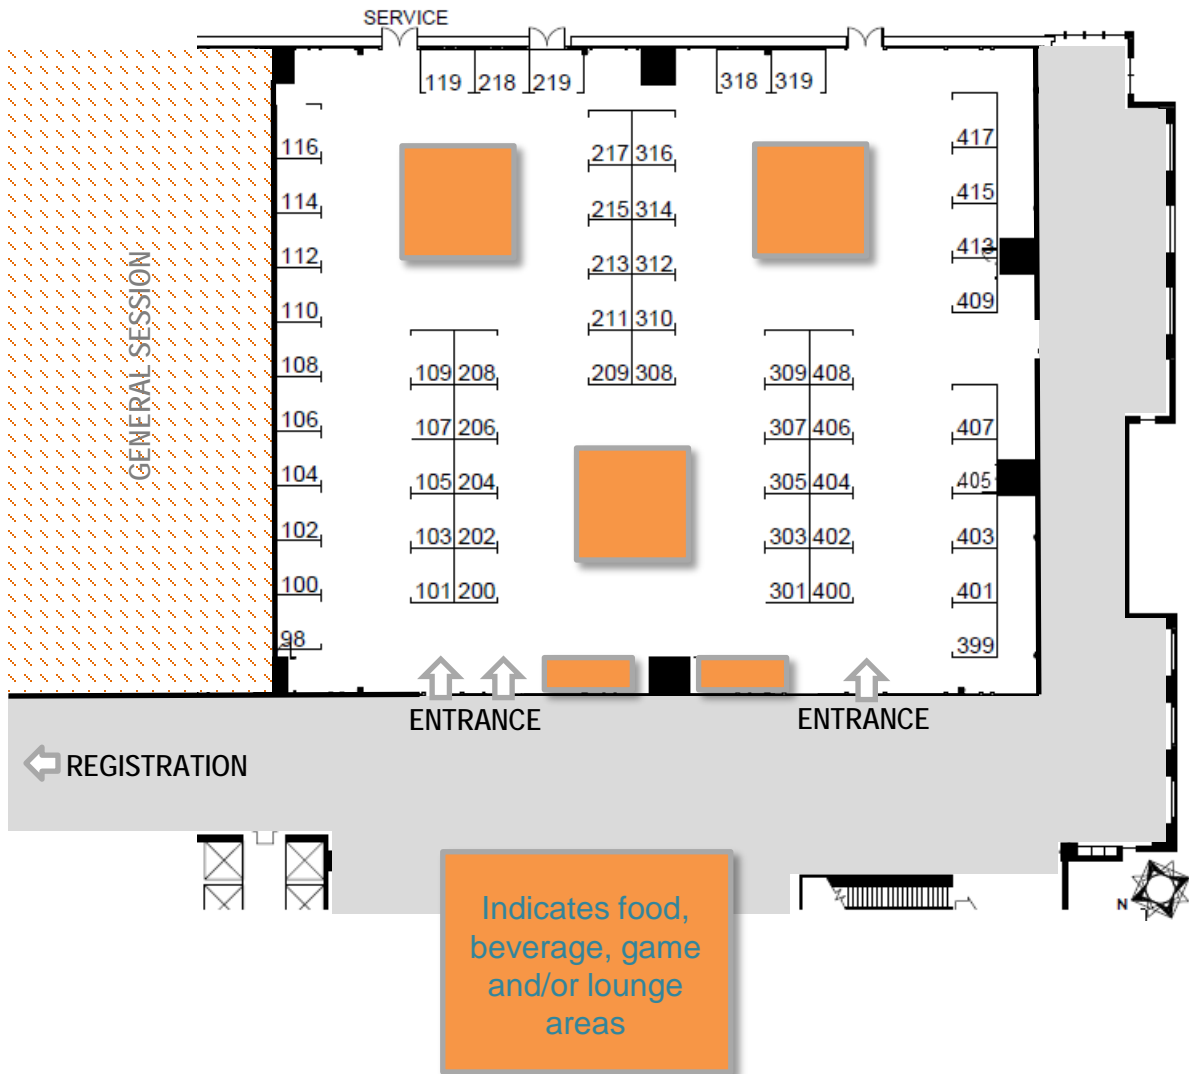 SERVICE
119 218 219 318 319
116 217 316 417
114 215 314 415
112 213 312 413
110 211 310 409
108 109 208 209 308 309 408
106 107 206 307 406 407
104 105 204 305 404 405
102 103 202 303 402 403
100 101 200 301 400 401
98 399
GENERAL SESSION
ENTRANCE ENTRANCE
REGISTRATION
Indicates food,
beverage, game
and/or lounge
areas
N